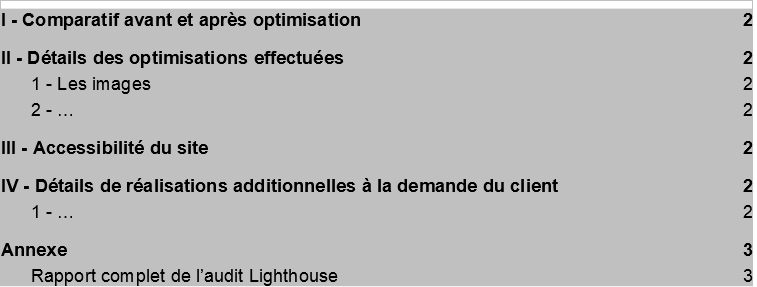 I - Comparatif avant et après optimisation 2
II - Détails des optimisations effectuées 2
1 - Les images 2
2 - … 2
III - Accessibilité du site 2
IV - Détails de réalisations additionnelles à la demande du client 2
1 - … 2
Annexe 3
Rapport complet de l’audit Lighthouse 3